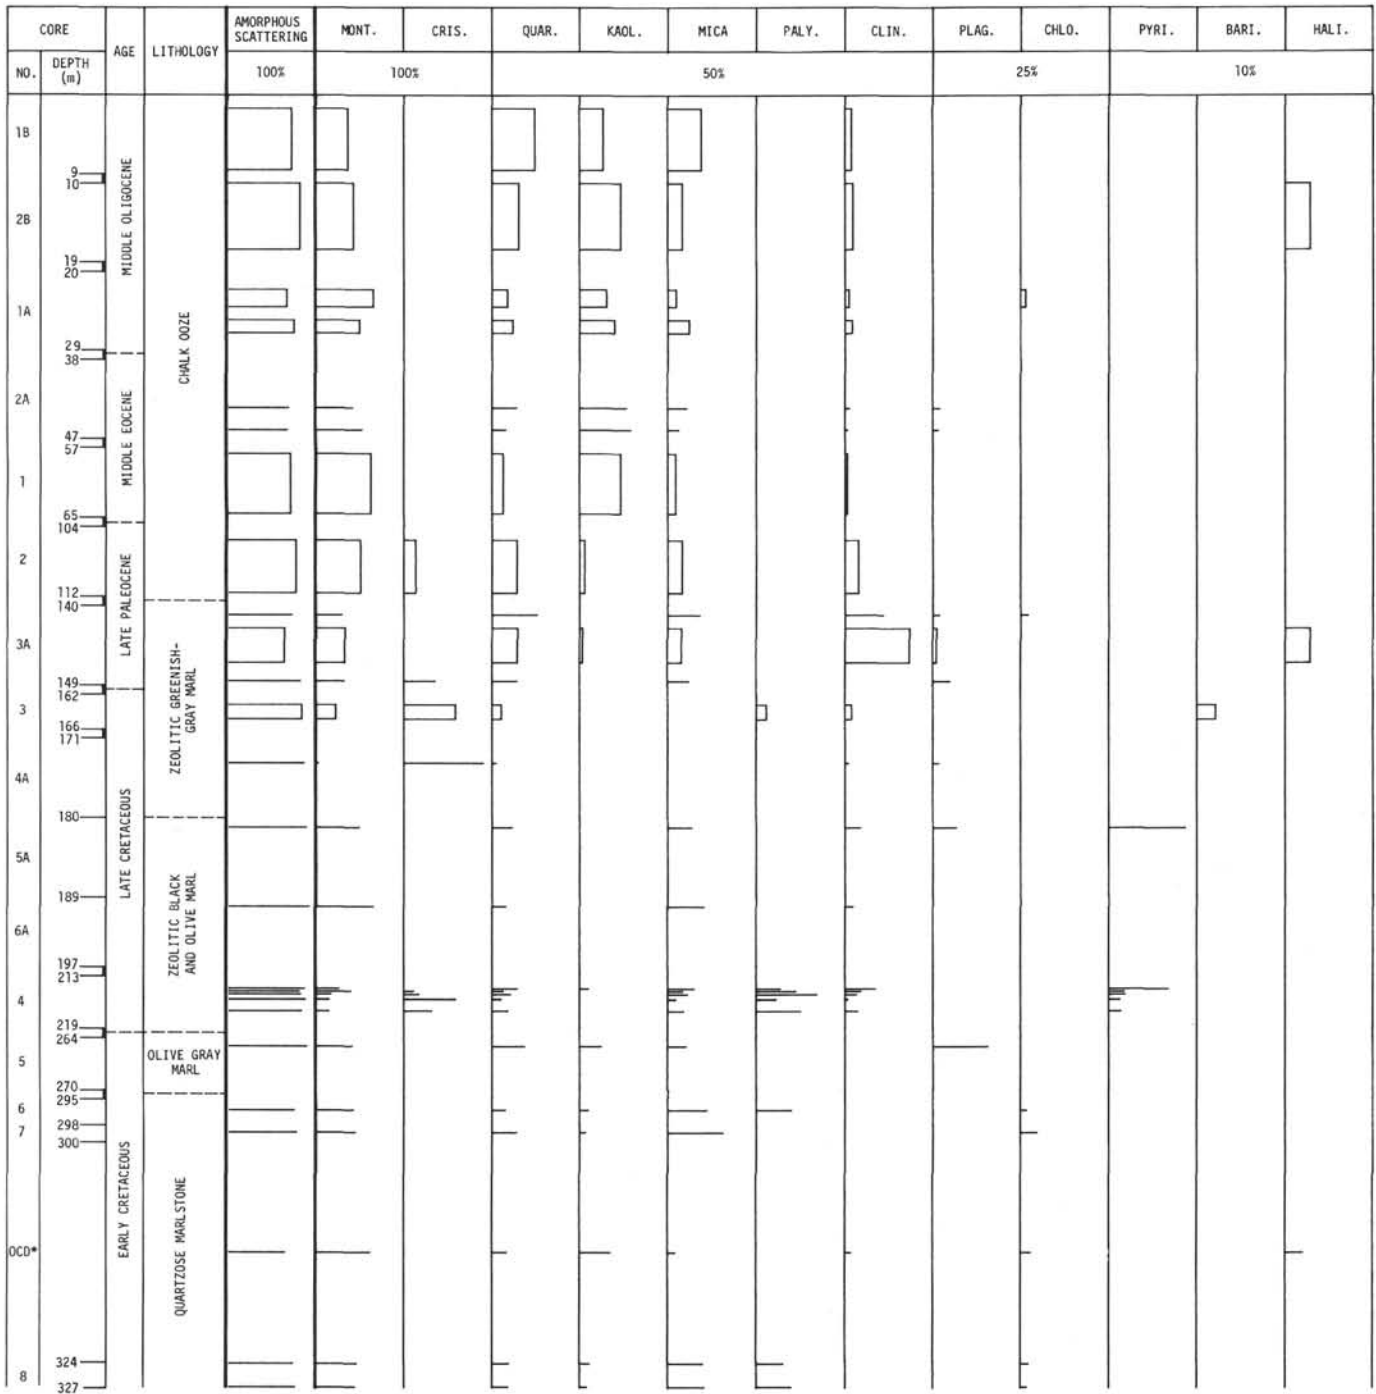 CORE
AGE
LITHOLOGY
AMORPHOUS
SCATTERING
MONT.
CRIS.
QUAR.
KAOL.
MICA
PALY.
CLIN.
PLAG.
CHLO.
PYRI.
BARI.
HALI.
NO.
DEPTH
(m)
100%
100%
50%
25%
10%
1B
9
10
2B
19
20
1A
29
38
2A
47
57
1
65
104
2
112
140
3A
149
162
3
166
171
4A
180
5A
189
6A
197
213
4
219
264
5
270
295
6
298
7
300
OCD*
324
8
327
MIDDLE OLIGOCENE
MIDDLE EOCENE
LATE PALEOCENE
LATE CRETACEOUS
EARLY CRETACEOUS
CHALK OOZE
ZEOLITIC GREENISH-
GRAY MARL
ZEOLITIC BLACK
AND OLIVE MARL
OLIVE GRAY
MARL
QUARTZOSE MARLSTONE